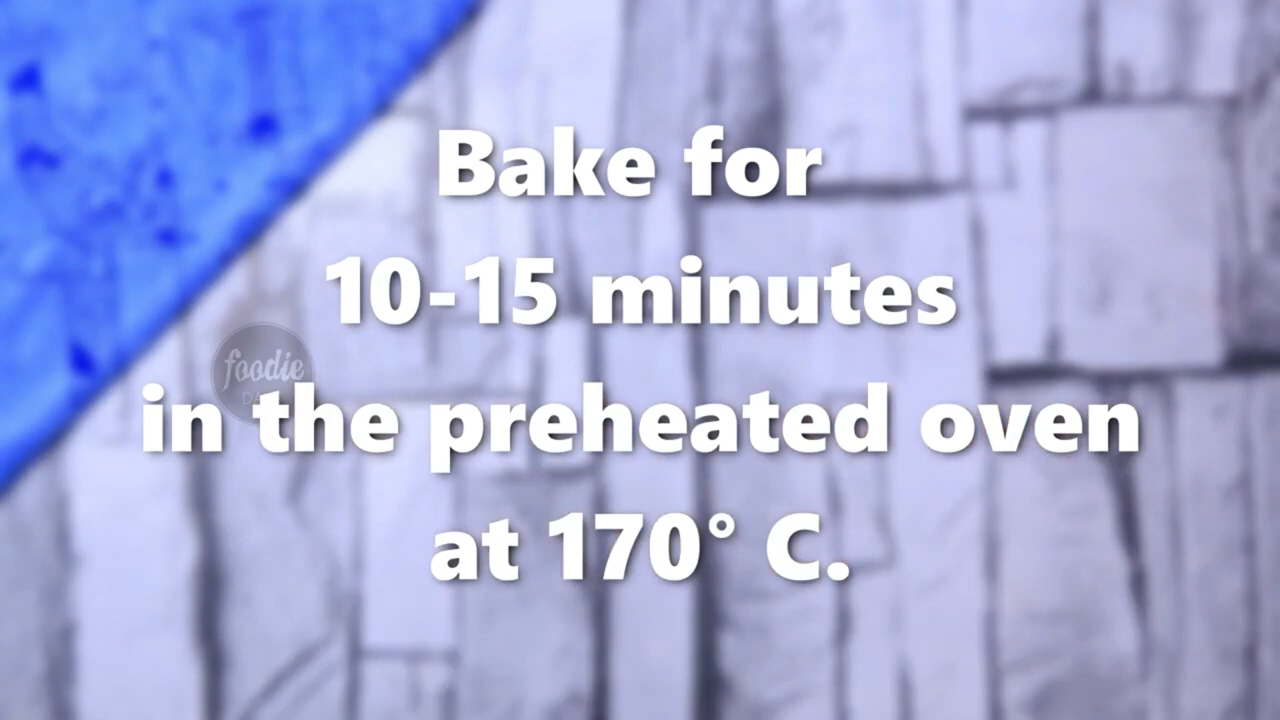 Bake for
10-15 minutes
foodie
in the preheated oven
at 170° C.